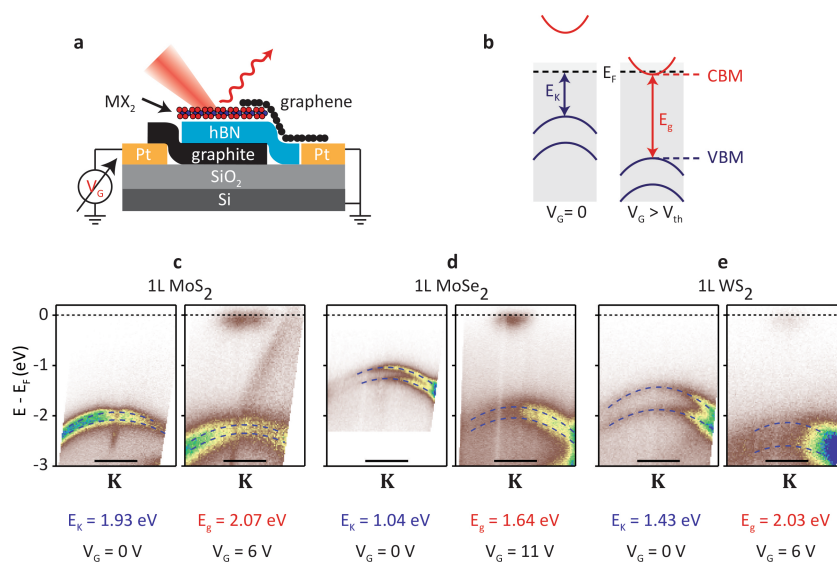 a
MX2
graphene
hBN
graphite
Pt
Pt
SiO2
Si
VG
b
EF
EK
Eg
CBM
VBM
VG= 0
VG > Vth
c
1L MoS2
d
1L MoSe2
e
1L WS2
E - EF (eV)
0
-1
-2
-3
K
K
K
K
K
K
EK = 1.93 eV
Eg = 2.07 eV
EK = 1.04 eV
Eg = 1.64 eV
EK = 1.43 eV
Eg = 2.03 eV
VG = 0 V
VG = 6 V
VG = 0 V
VG = 11 V
VG = 0 V
VG = 6 V